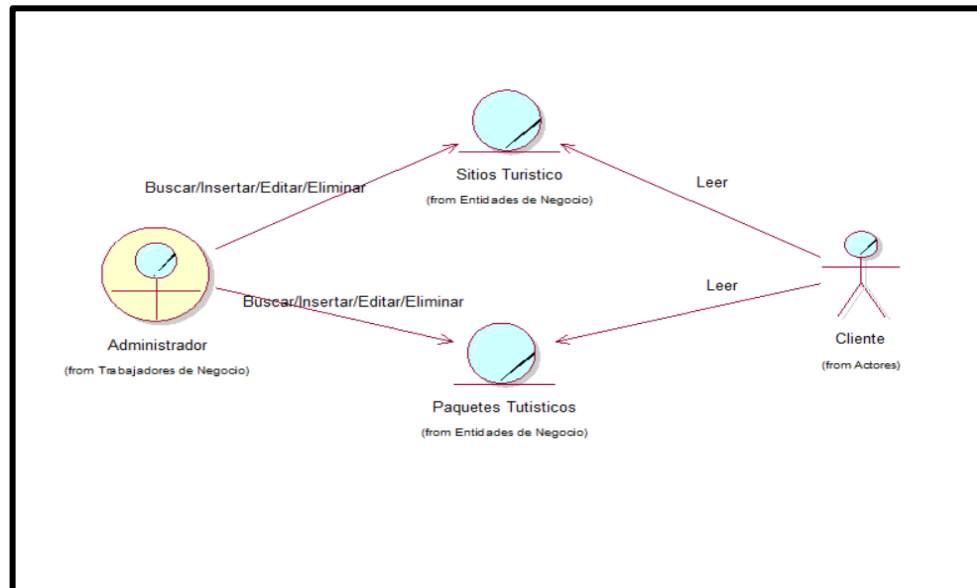 Sitios Turistico
(from Entidades de Negocio)
Buscar/Insertar/Editar/Eliminar
Leer
Buscar/Insertar/Editar/Eliminar
Leer
Administrador
(from Trabajadores de Negocio)
Cliente
(from Actores)
Paquetes Tutisticos
(from Entidades de Negocio)